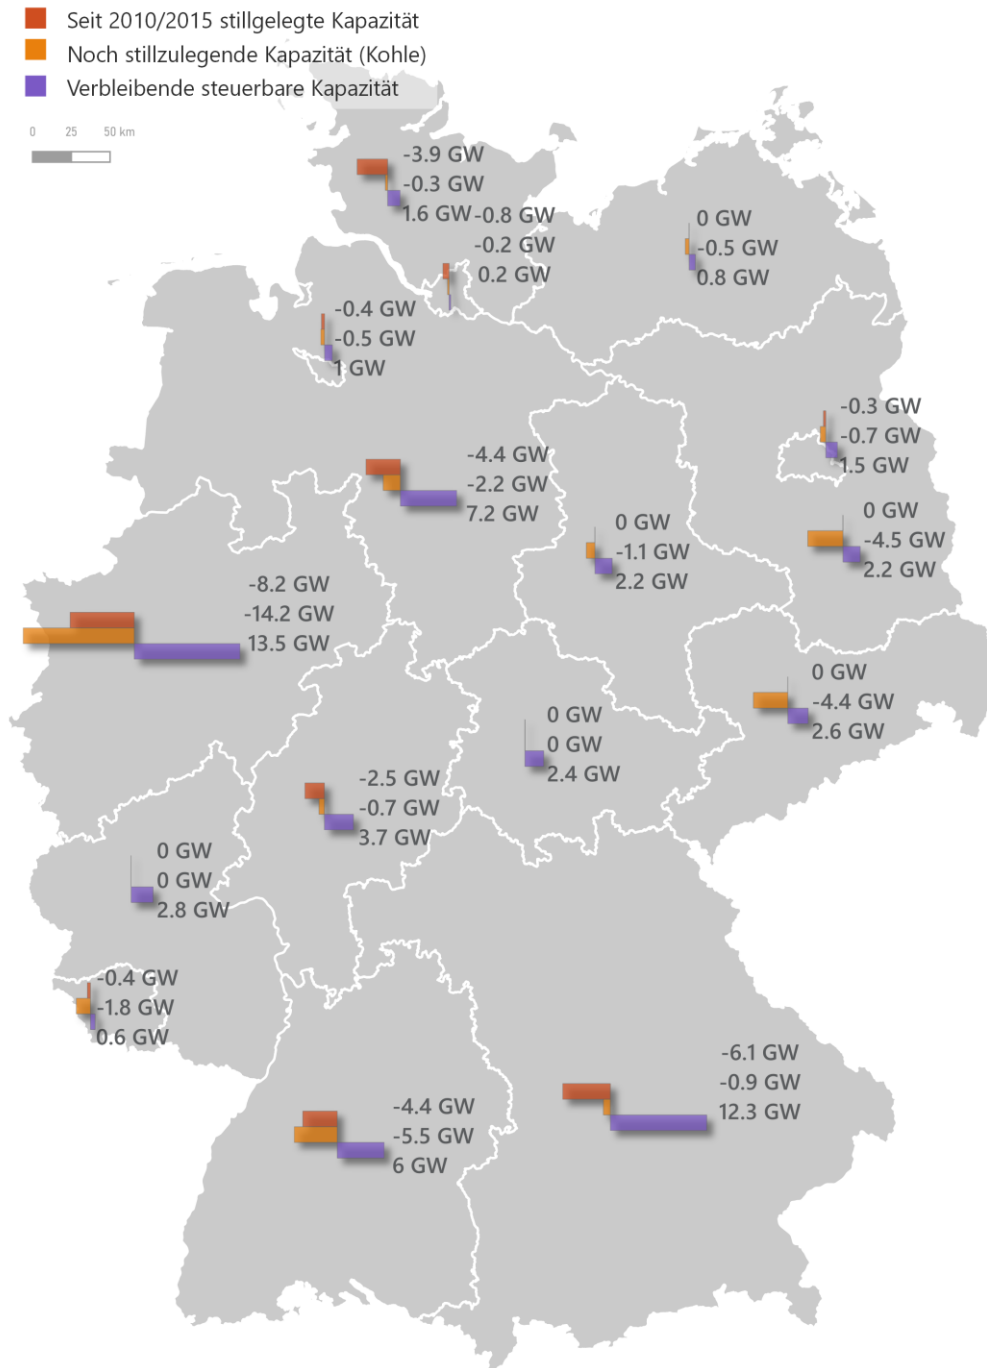 Seit 2010/2015 stillgelegte Kapazität
Noch stillzulegende Kapazität (Kohle)
Verbleibende steuerbare Kapazität
0 25 50 km
-3.9 GW
-0.3 GW
1.6 GW
-0.8 GW
-0.2 GW
0.2 GW
0 GW
-0.5 GW
0.8 GW
-0.4 GW
-0.5 GW
1 GW
-0.3 GW
-0.7 GW
1.5 GW
-4.4 GW
-2.2 GW
7.2 GW
0 GW
-1.1 GW
2.2 GW
0 GW
-4.5 GW
2.2 GW
-8.2 GW
-14.2 GW
13.5 GW
0 GW
-4.4 GW
2.6 GW
0 GW
0 GW
2.4 GW
-2.5 GW
-0.7 GW
3.7 GW
0 GW
0 GW
2.8 GW
-0.4 GW
-1.8 GW
0.6 GW
-6.1 GW
-0.9 GW
12.3 GW
-4.4 GW
-5.5 GW
6 GW